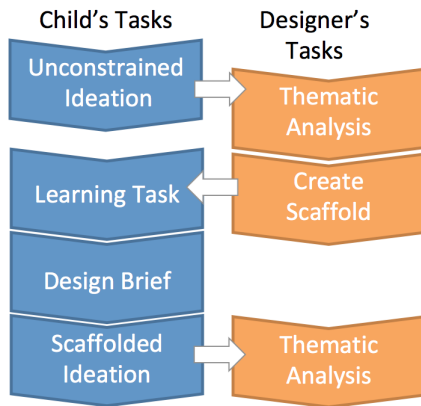 Child's Tasks
Designer's
Tasks
Unconstrained
Ideation
Thematic
Analysis
Learning Task
Create
Scaffold
Design Brief
Scaffolded
Ideation
Thematic
Analysis